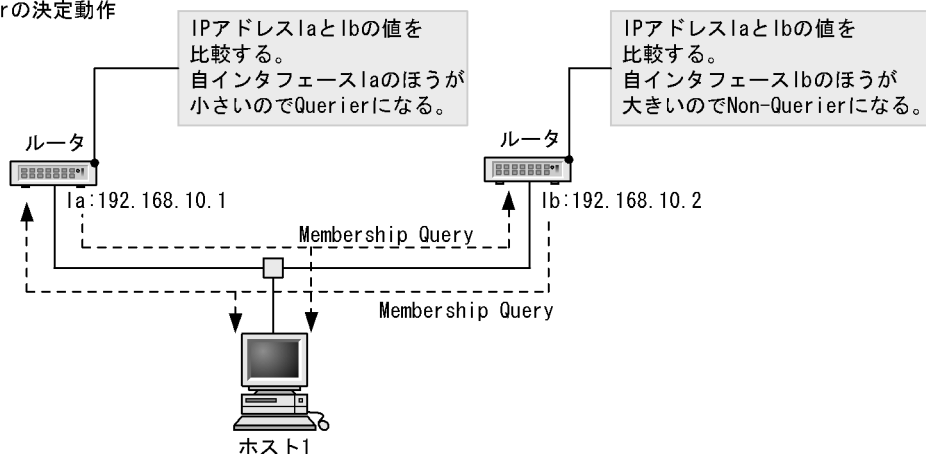 rの決定動作
IPアドレスIaとIbの値を
比較する。
自インタフェースIaのほうが
小さいのでQuerierになる。
IPアドレスIaとIbの値を
比較する。
自インタフェースIbのほうが
大きいのでNon-Querierになる。
ルータ
ルータ
Ia:192.168.10.1
Ib:192.168.10.2
Membership Query
Membership Query
ホスト1